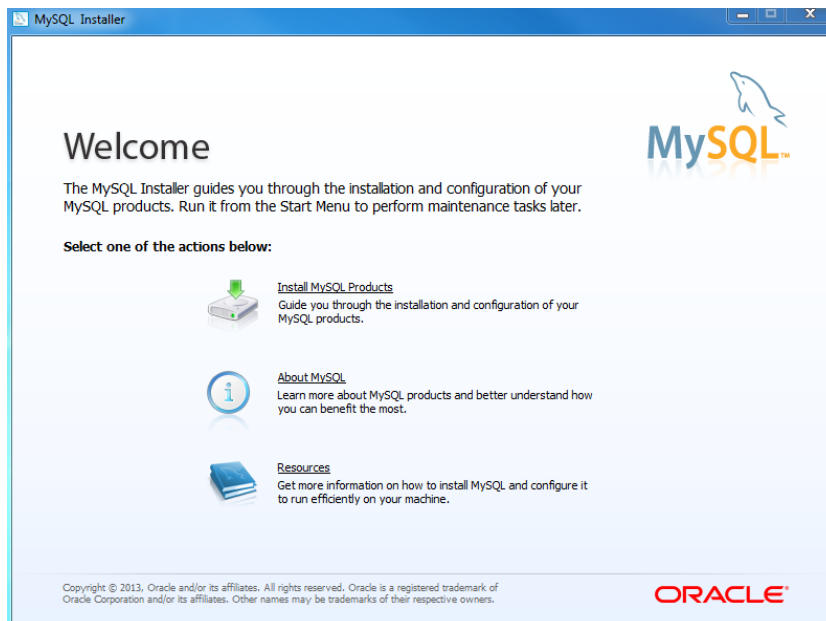 MySQL Installer
MySQL™
Welcome
The MySQL Installer guides you through the installation and configuration of your
MySQL products. Run it from the Start Menu to perform maintenance tasks later.
Select one of the actions below:
Install MySQL Products
Guide you through the installation and configuration of your
MySQL products.
About MySQL
Learn more about MySQL products and better understand how
you can benefit the most.
Resources
Get more information on how to install MySQL and configure it
to run efficiently on your machine.
Copyright © 2013, Oracle and/or its affiliates. All rights reserved. Oracle is a registered trademark of
Oracle Corporation and/or its affiliates. Other names may be trademarks of their respective owners.
ORACLE®